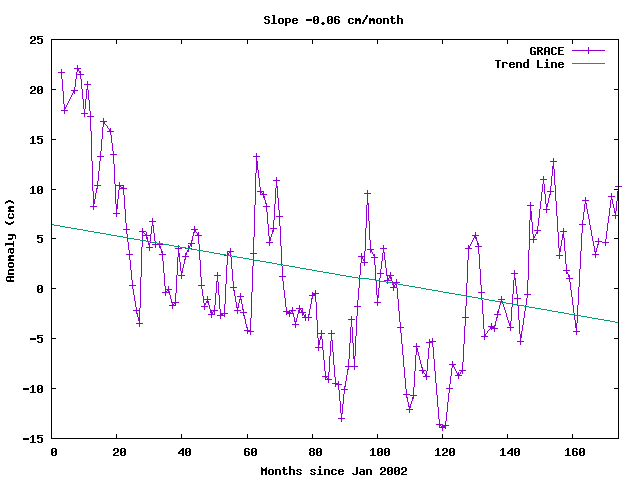 Slope -0.06 cm/month
GRACE
Trend Line
25
20
15
10
5
0
-5
-10
-15
Anomaly (cm)
0 20 40 60 80 100 120 140 160
Months since Jan 2002